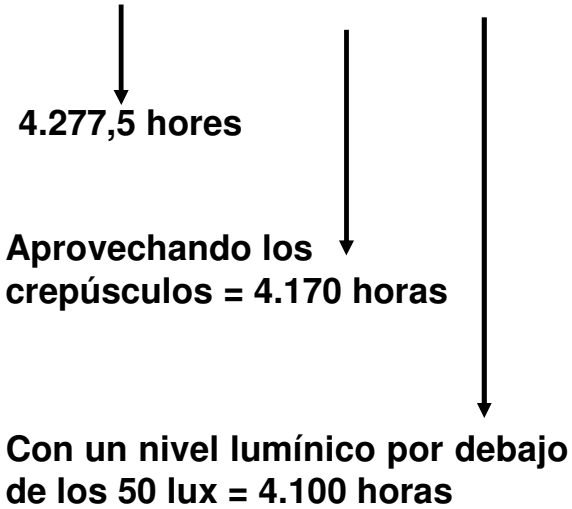 4.277,5 hores
Aprovechando los
crepúsculos = 4.170 horas
Con un nivel lumínico por debajo
de los 50 lux = 4.100 horas